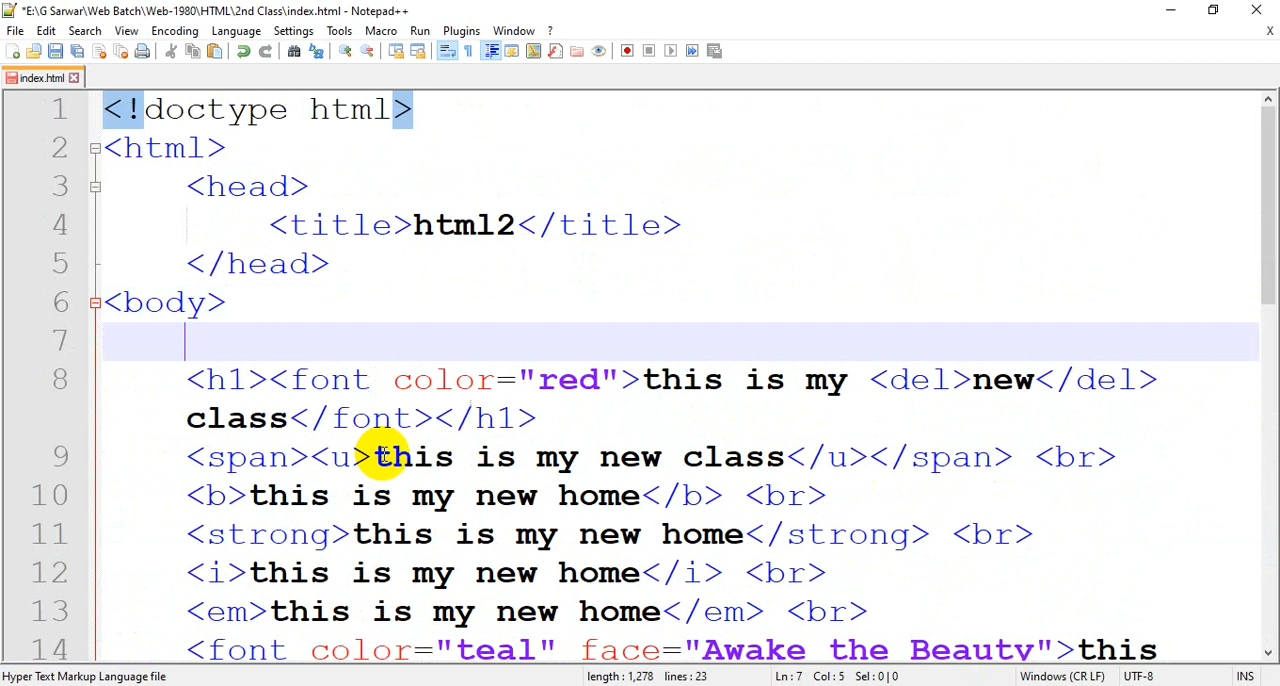 *E:\G Sarwar\Web Batch\Web-1980\HTML\2nd Class\index.html - Notepad++
File Edit Search View Encoding Language Settings Tools Macro Run Plugins Window ? X
index.html
1 <!doctype html>
2 <html>
3 <head>
4 <title>html2</title>
5 </head>
6 <body>
7
8 <h1><font color="red">this is my <del>new</del>
class</font></h1>
9 <span><u>this is my new class</u></span> <br>
10 <b>this is my new home</b> <br>
11 <strong>this is my new home</strong> <br>
12 <i>this is my new home</i> <br>
13 <em>this is my new home</em> <br>
14 <font color="teal" face="Awake the Beauty">this
Hyper Text Markup Language file length : 1,278 lines : 23 Ln : 7 Col : 5 Sel : 0 | 0 Windows (CR LF) UTF-8 INS